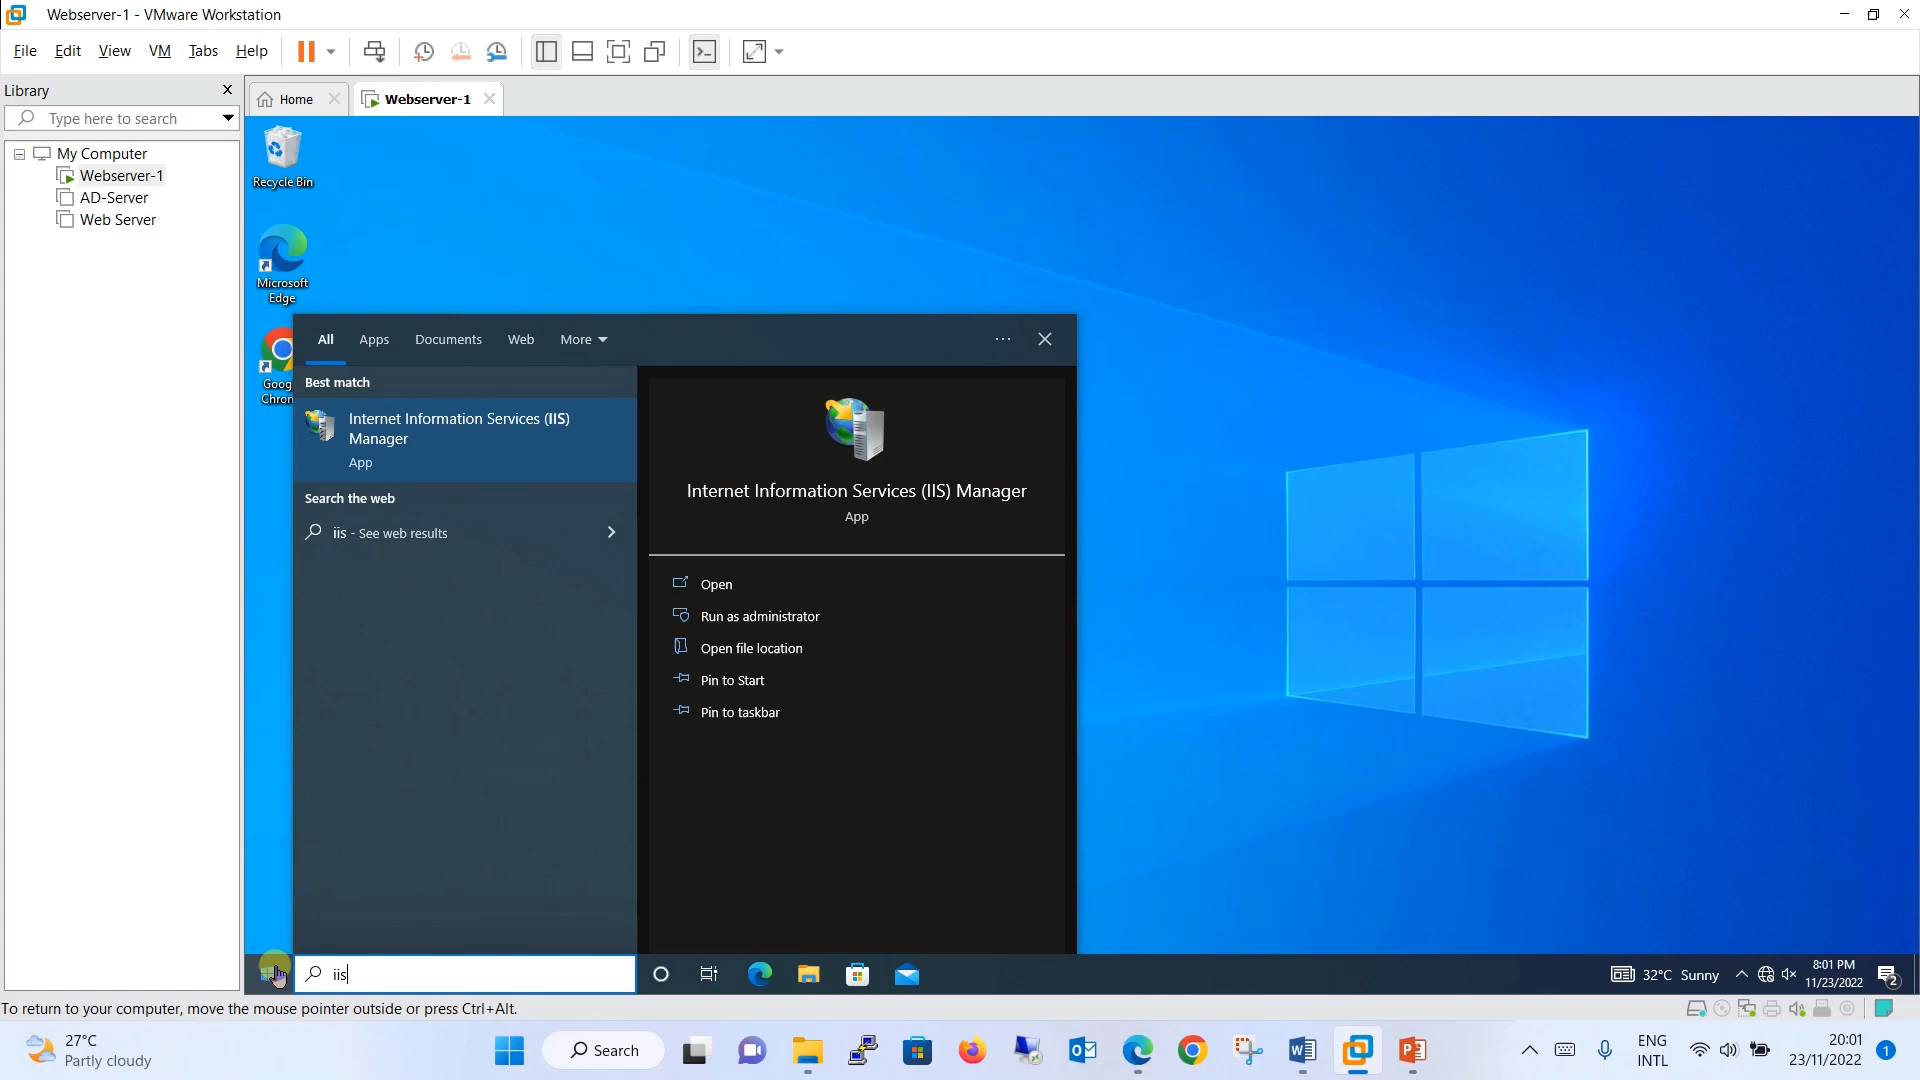 Webserver-1 - VMware Workstation
File Edit View VM Tabs Help
Library
Type here to search
My Computer
Webserver-1
AD-Server
Web Server
Home
Webserver-1
Recycle Bin
Microsoft
Edge
Goog
Chron
All Apps Documents Web More
Best match
Internet Information Services (IIS)
Manager
App
Search the web
iis - See web results
Internet Information Services (IIS) Manager
App
Open
Run as administrator
Open file location
Pin to Start
Pin to taskbar
iis
32°C Sunny
8:01 PM
11/23/2022
2
To return to your computer, move the mouse pointer outside or press Ctrl+Alt.
27°C
Partly cloudy
Search
ENG
INTL
20:01
23/11/2022
1